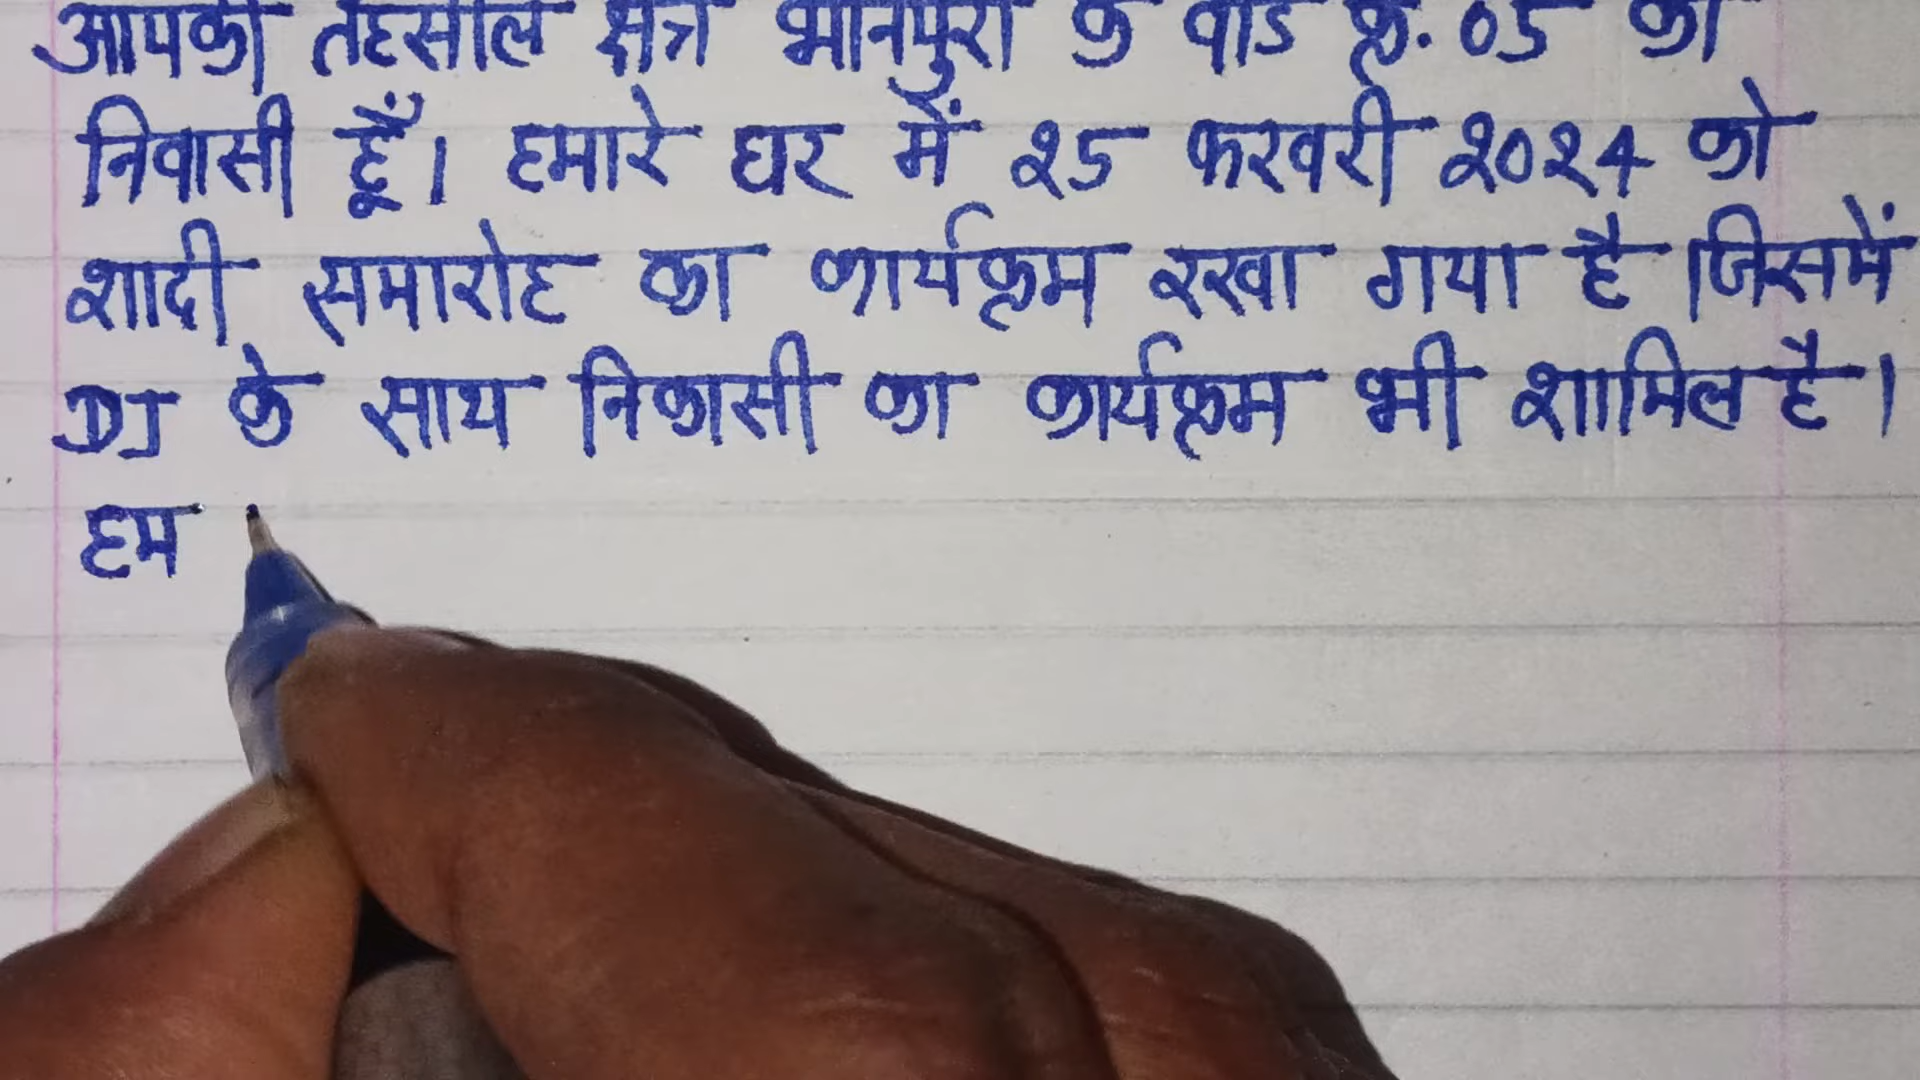 आपकी तहसील क्षेत्र भानपुरा के वार्ड क्र. 05 का
निवासी हूँ। हमारे घर में 25 फरवरी 2024 को
शादी समारोह का कार्यक्रम रखा गया है जिसमें
DJ के साथ निकासी का कार्यक्रम भी शामिल है।
हम